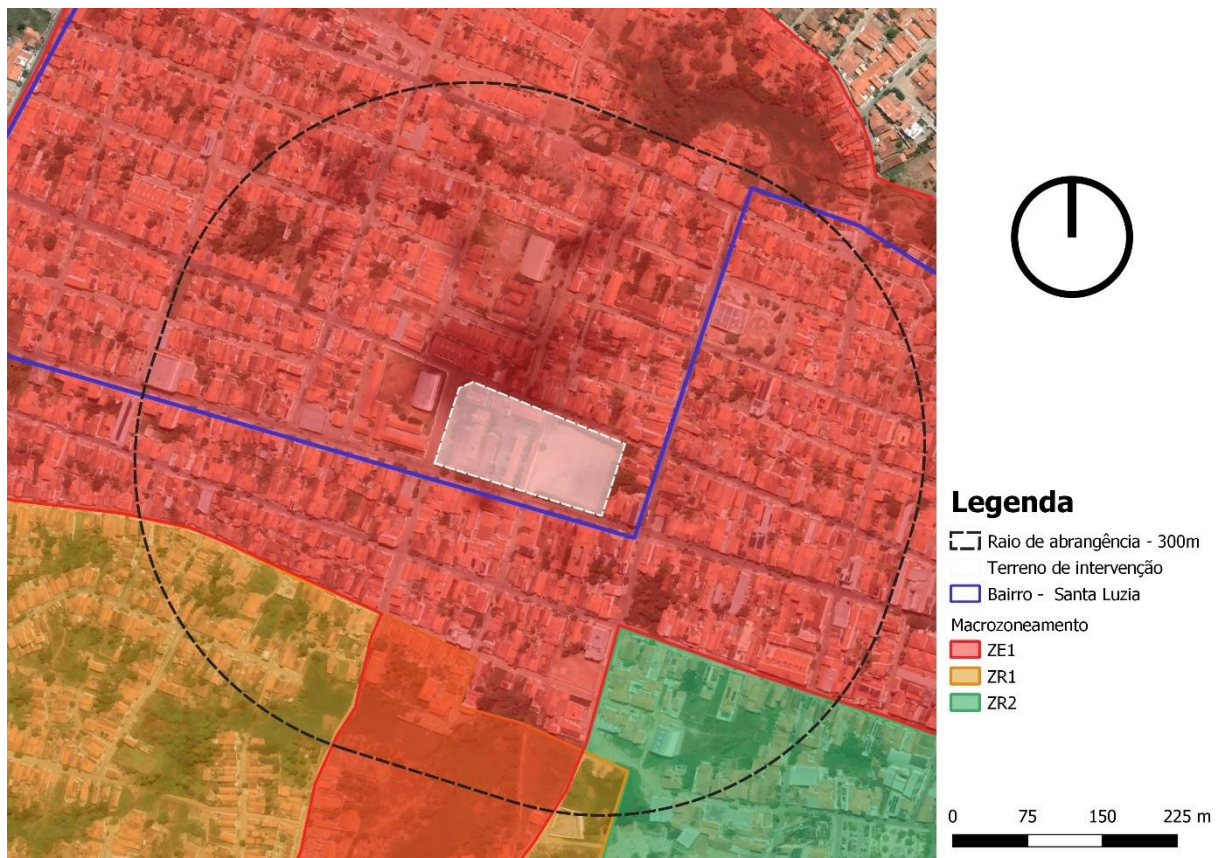 Legenda
Raio de abrangência - 300m
Terreno de intervenção
Bairro - Santa Luzia
Macrozoneamento
ZE1
ZR1
ZR2
0 75 150 225 m